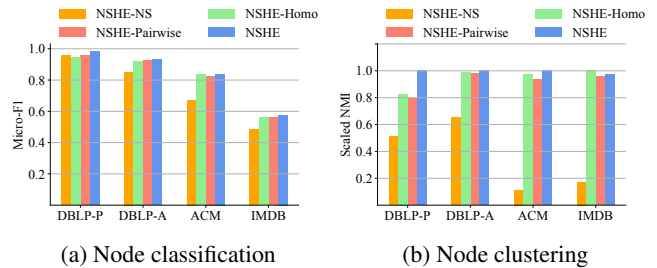 NSHE-NS NSHE-Homo
NSHE-Pairwise NSHE
1.0
0.8
0.6
0.4
0.2
Micro-F1
DBLP-P DBLP-A ACM IMDB
(a) Node classification
NSHE-NS NSHE-Homo
NSHE-Pairwise NSHE
1.0
0.8
0.6
0.4
0.2
Scaled NMI
DBLP-P DBLP-A ACM IMDB
(b) Node clustering